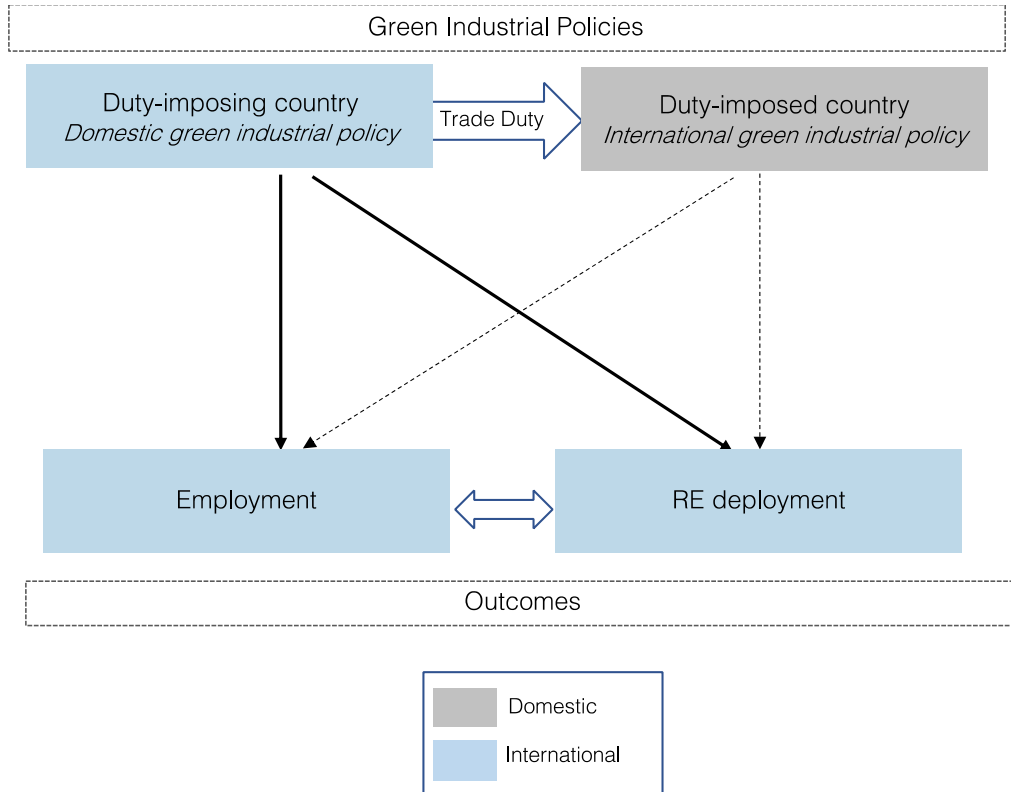 Green Industrial Policies
Duty-imposing country
Domestic green industrial policy
Trade Duty
Duty-imposed country
International green industrial policy
Employment
RE deployment
Outcomes
Domestic
International